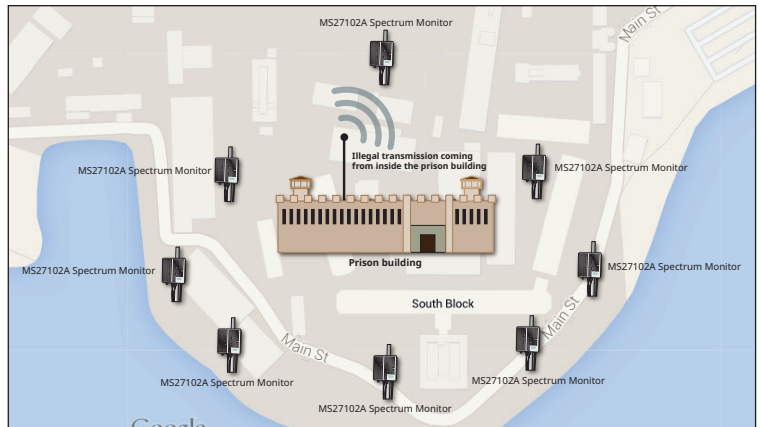 MS27102A Spectrum Monitor
Main St
Illegal transmission coming
from inside the prison building
MS27102A Spectrum Monitor
MS27102A Spectrum Monitor
Prison building
MS27102A Spectrum Monitor
MS27102A Spectrum Monitor
South Block
Main St
Main St
MS27102A Spectrum Monitor
MS27102A Spectrum Monitor
MS27102A Spectrum Monitor
Google